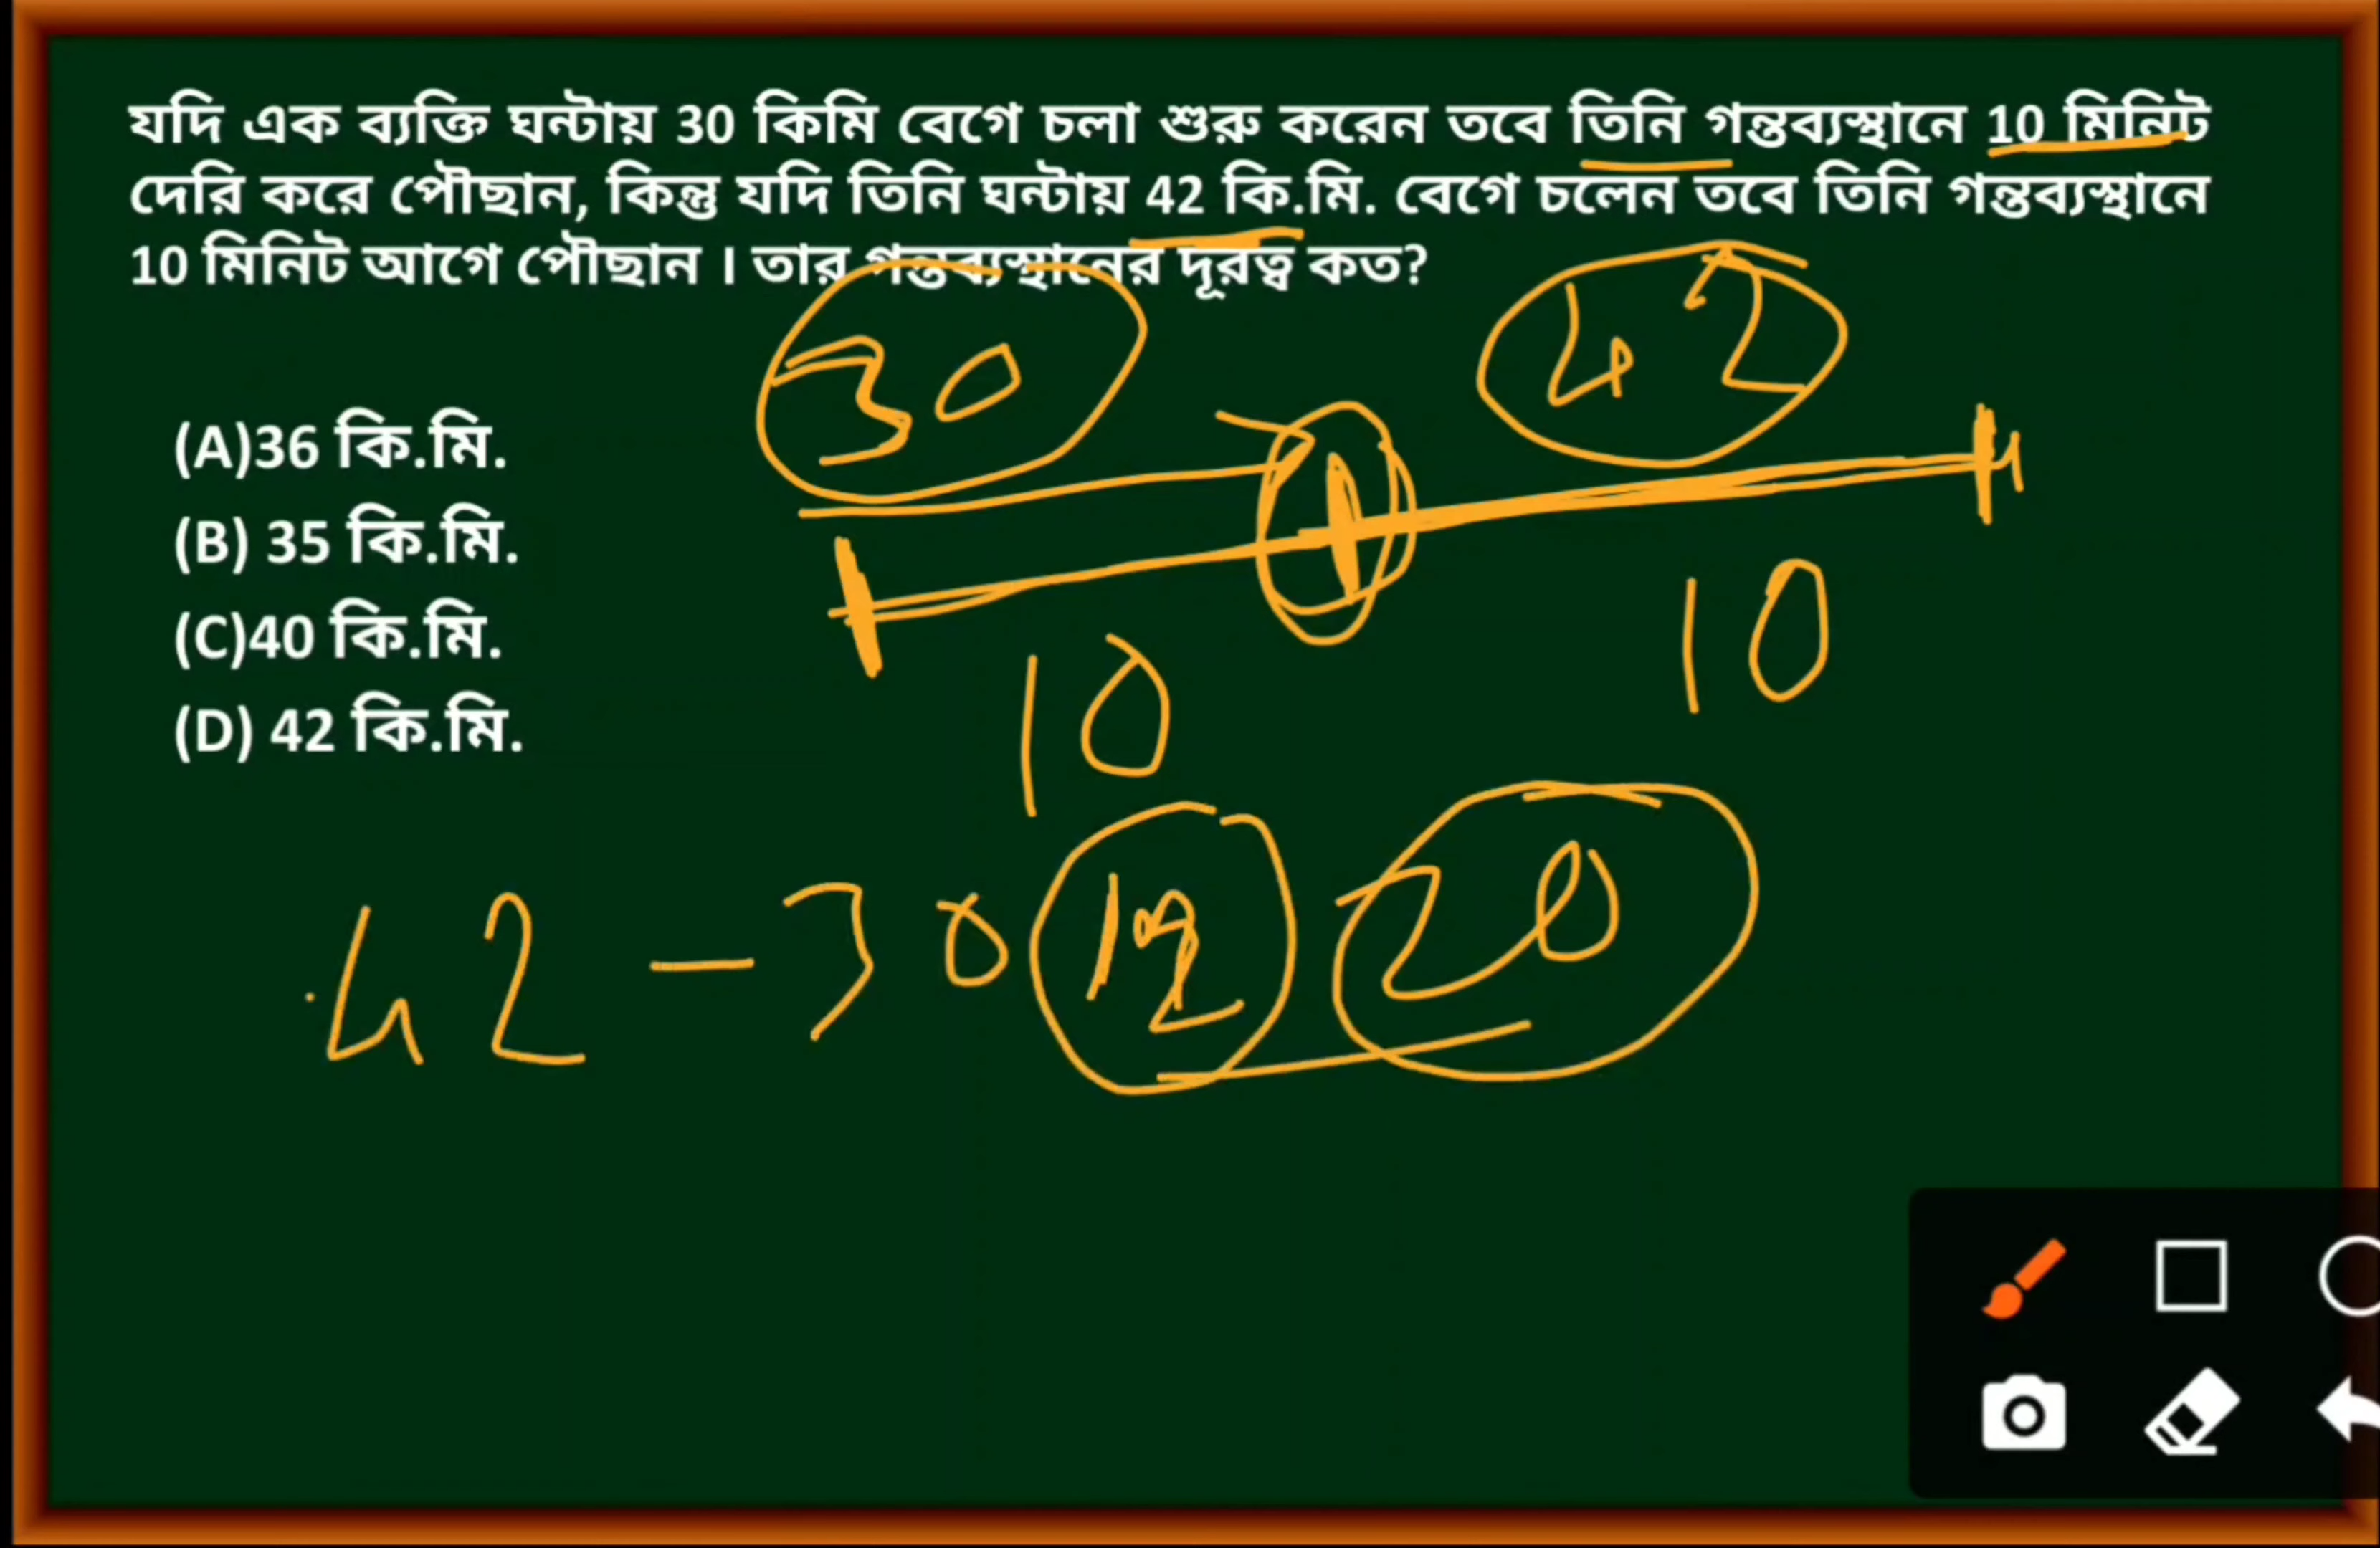 যদি এক ব্যক্তি ঘন্টায় 30 কিমি বেগে চলা শুরু করেন তবে তিনি গন্তব্যস্থানে 10 মিনিট
দেরি করে পৌছান, কিন্তু যদি তিনি ঘন্টায় 42 কি.মি. বেগে চলেন তবে তিনি গন্তব্যস্থানে
10 মিনিট আগে পৌছান । তার গন্তব্যস্থানের দূরত্ব কত?
30 42
(A)36 কি.মি.
(B) 35 কি.মি.
(C)40 কি.মি.
(D) 42 কি.মি.
10 10
42 - 30 12 20